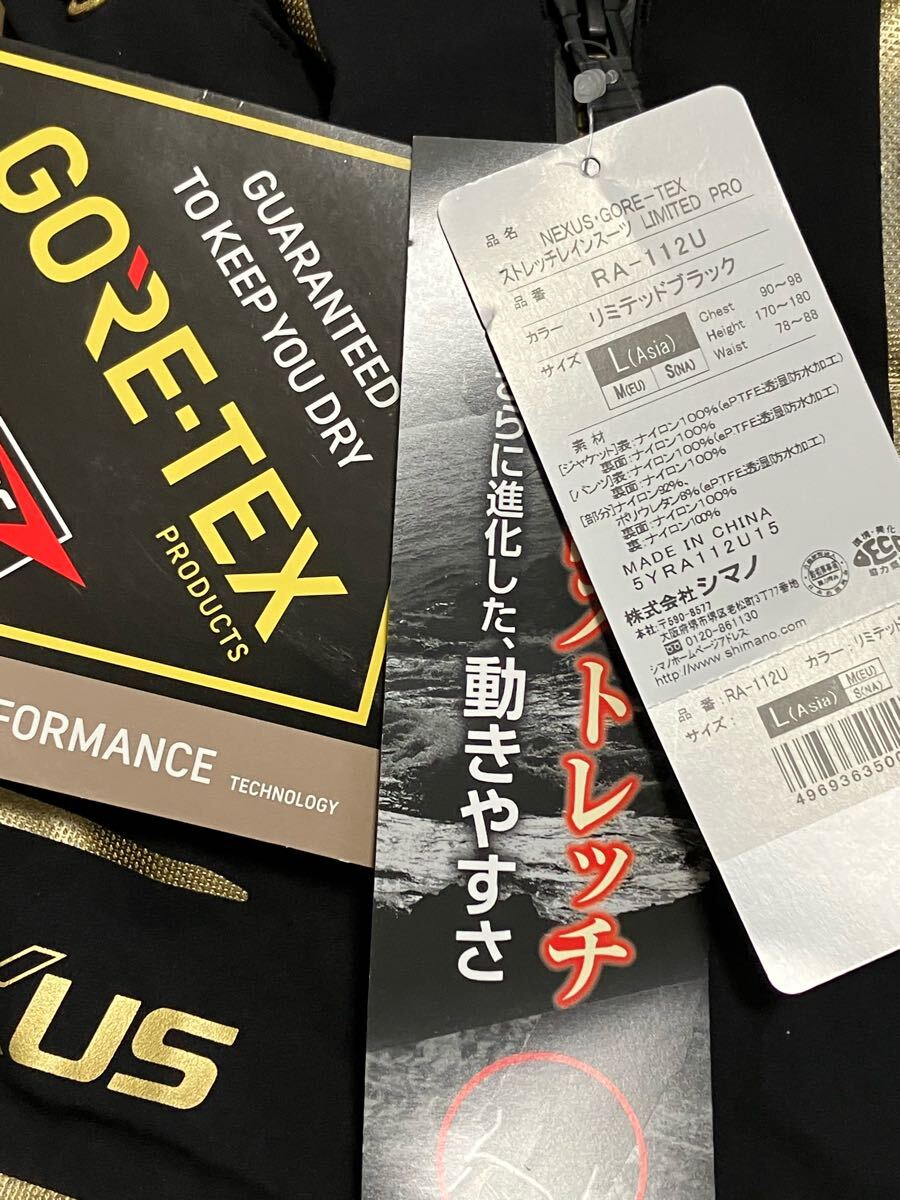 GORE-TEX
PRODUCTS
GUARANTEED
TO KEEP YOU DRY
TECHNOLOGY
さらに進化した、動きやすさ
ストレッチ
品名 NEXUS・GORE-TEX
ストレッチレインスーツ LIMITED PRO
品番 RA-112U
カラー リミテッドブラック
サイズ L(Asia) M(EU) S(NA)
Chest 90〜98
Height 170〜180
Waist 78〜88
素材
[ジャケット]表:ナイロン100%(ePTFE透湿防水加工)
裏面:ナイロン100%
[パンツ]表:ナイロン100%(ePTFE透湿防水加工)
裏面:ナイロン100%
[部分]ナイロン92%、
ポリウレタン8%(ePTFE透湿防水加工)
裏面:ナイロン100%
裏:ナイロン100%
MADE IN CHINA
5YRA112U15
株式会社シマノ
本社:〒590-8577
大阪府堺市堺区老松町3丁77番地
0120-861130
シマノホームページアドレス
http://www.shimano.com
品番:RA-112U カラー:リミテッド
サイズ: L(Asia) M(EU) S(NA)